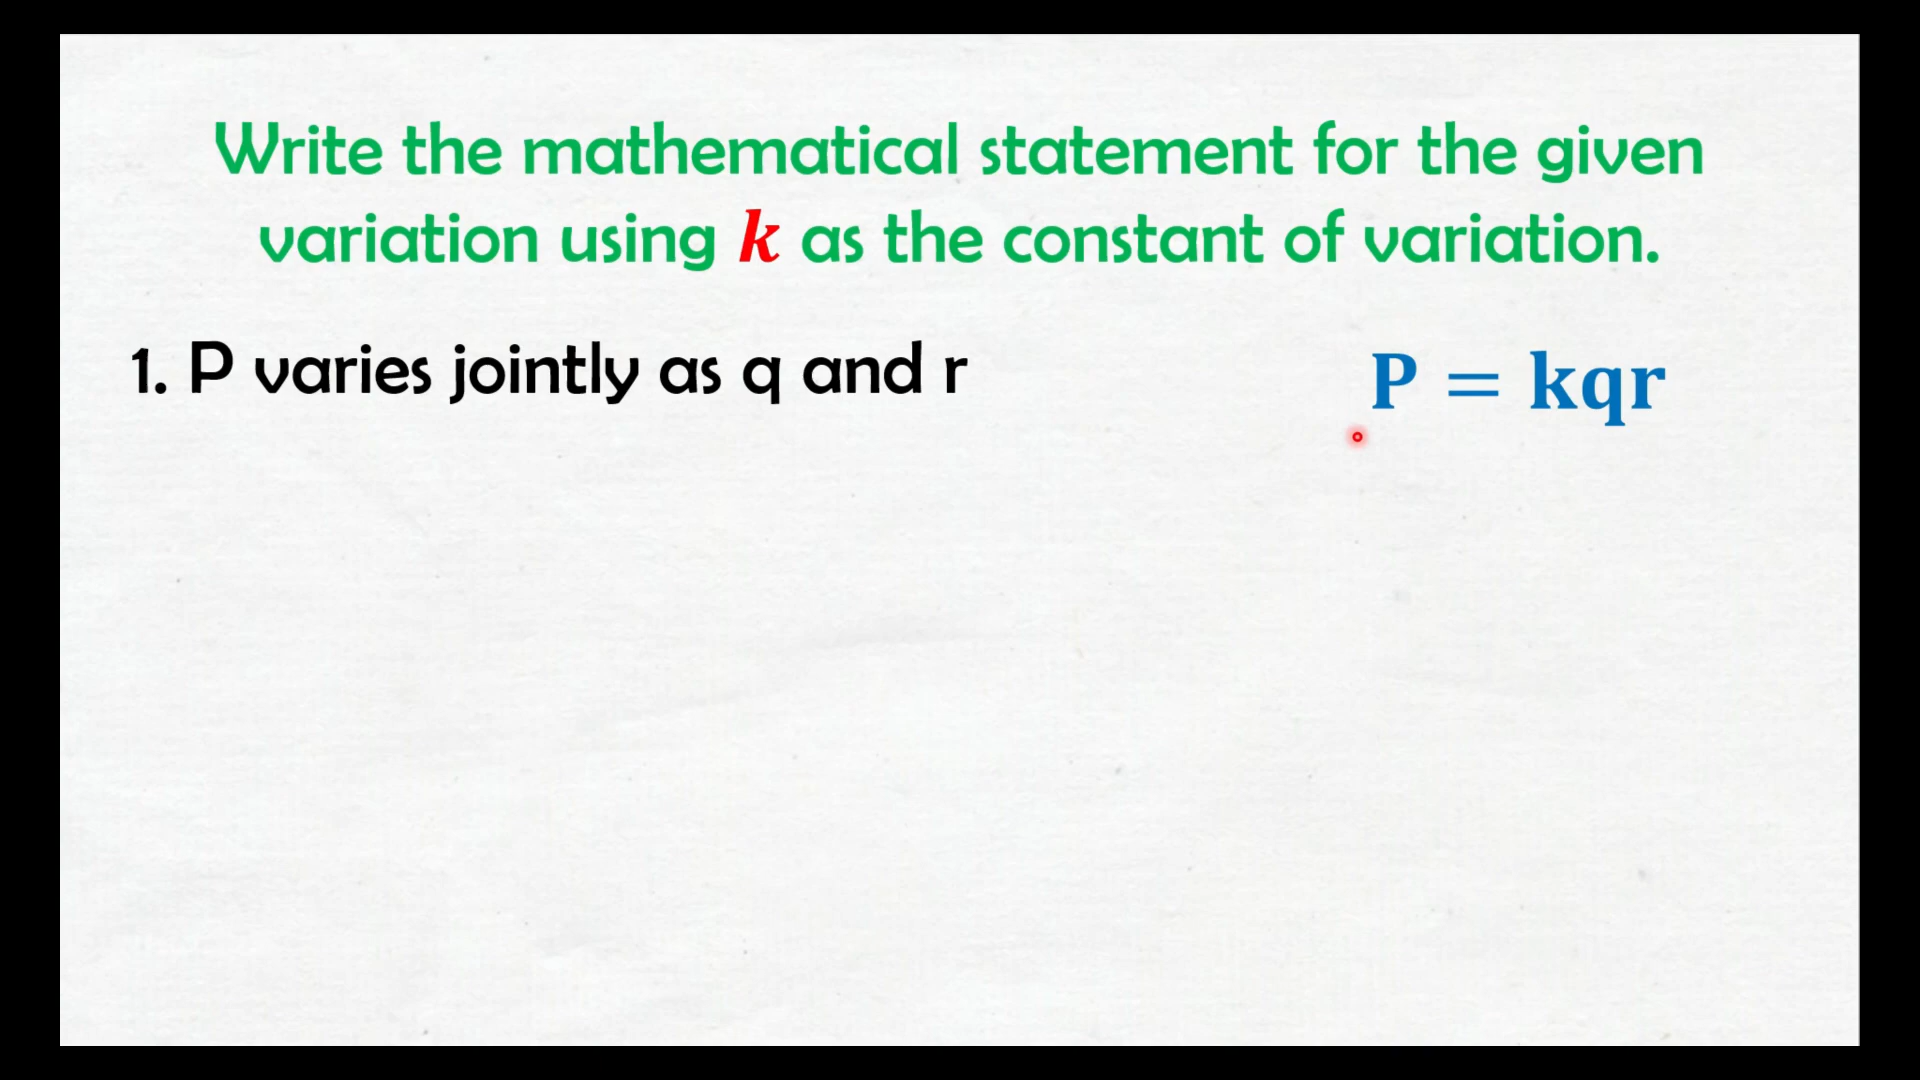 Write the mathematical statement for the given
variation using k as the constant of variation.
1. P varies jointly as q and r
P = kqr